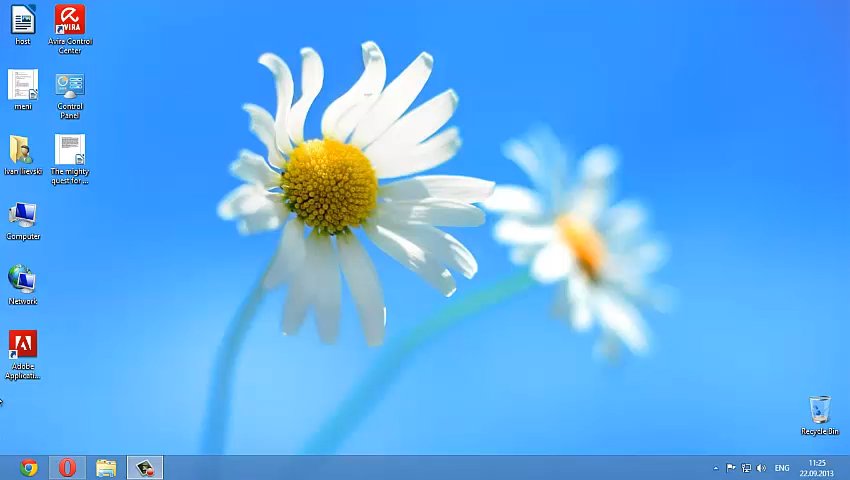 host
AVIRA
Avira Control
Center
meni
Control
Panel
Ivan Ilievski
The mighty
quest for ...
Computer
Network
Adobe
Applicati...
Recycle Bin
ENG
11:25
22.09.2013